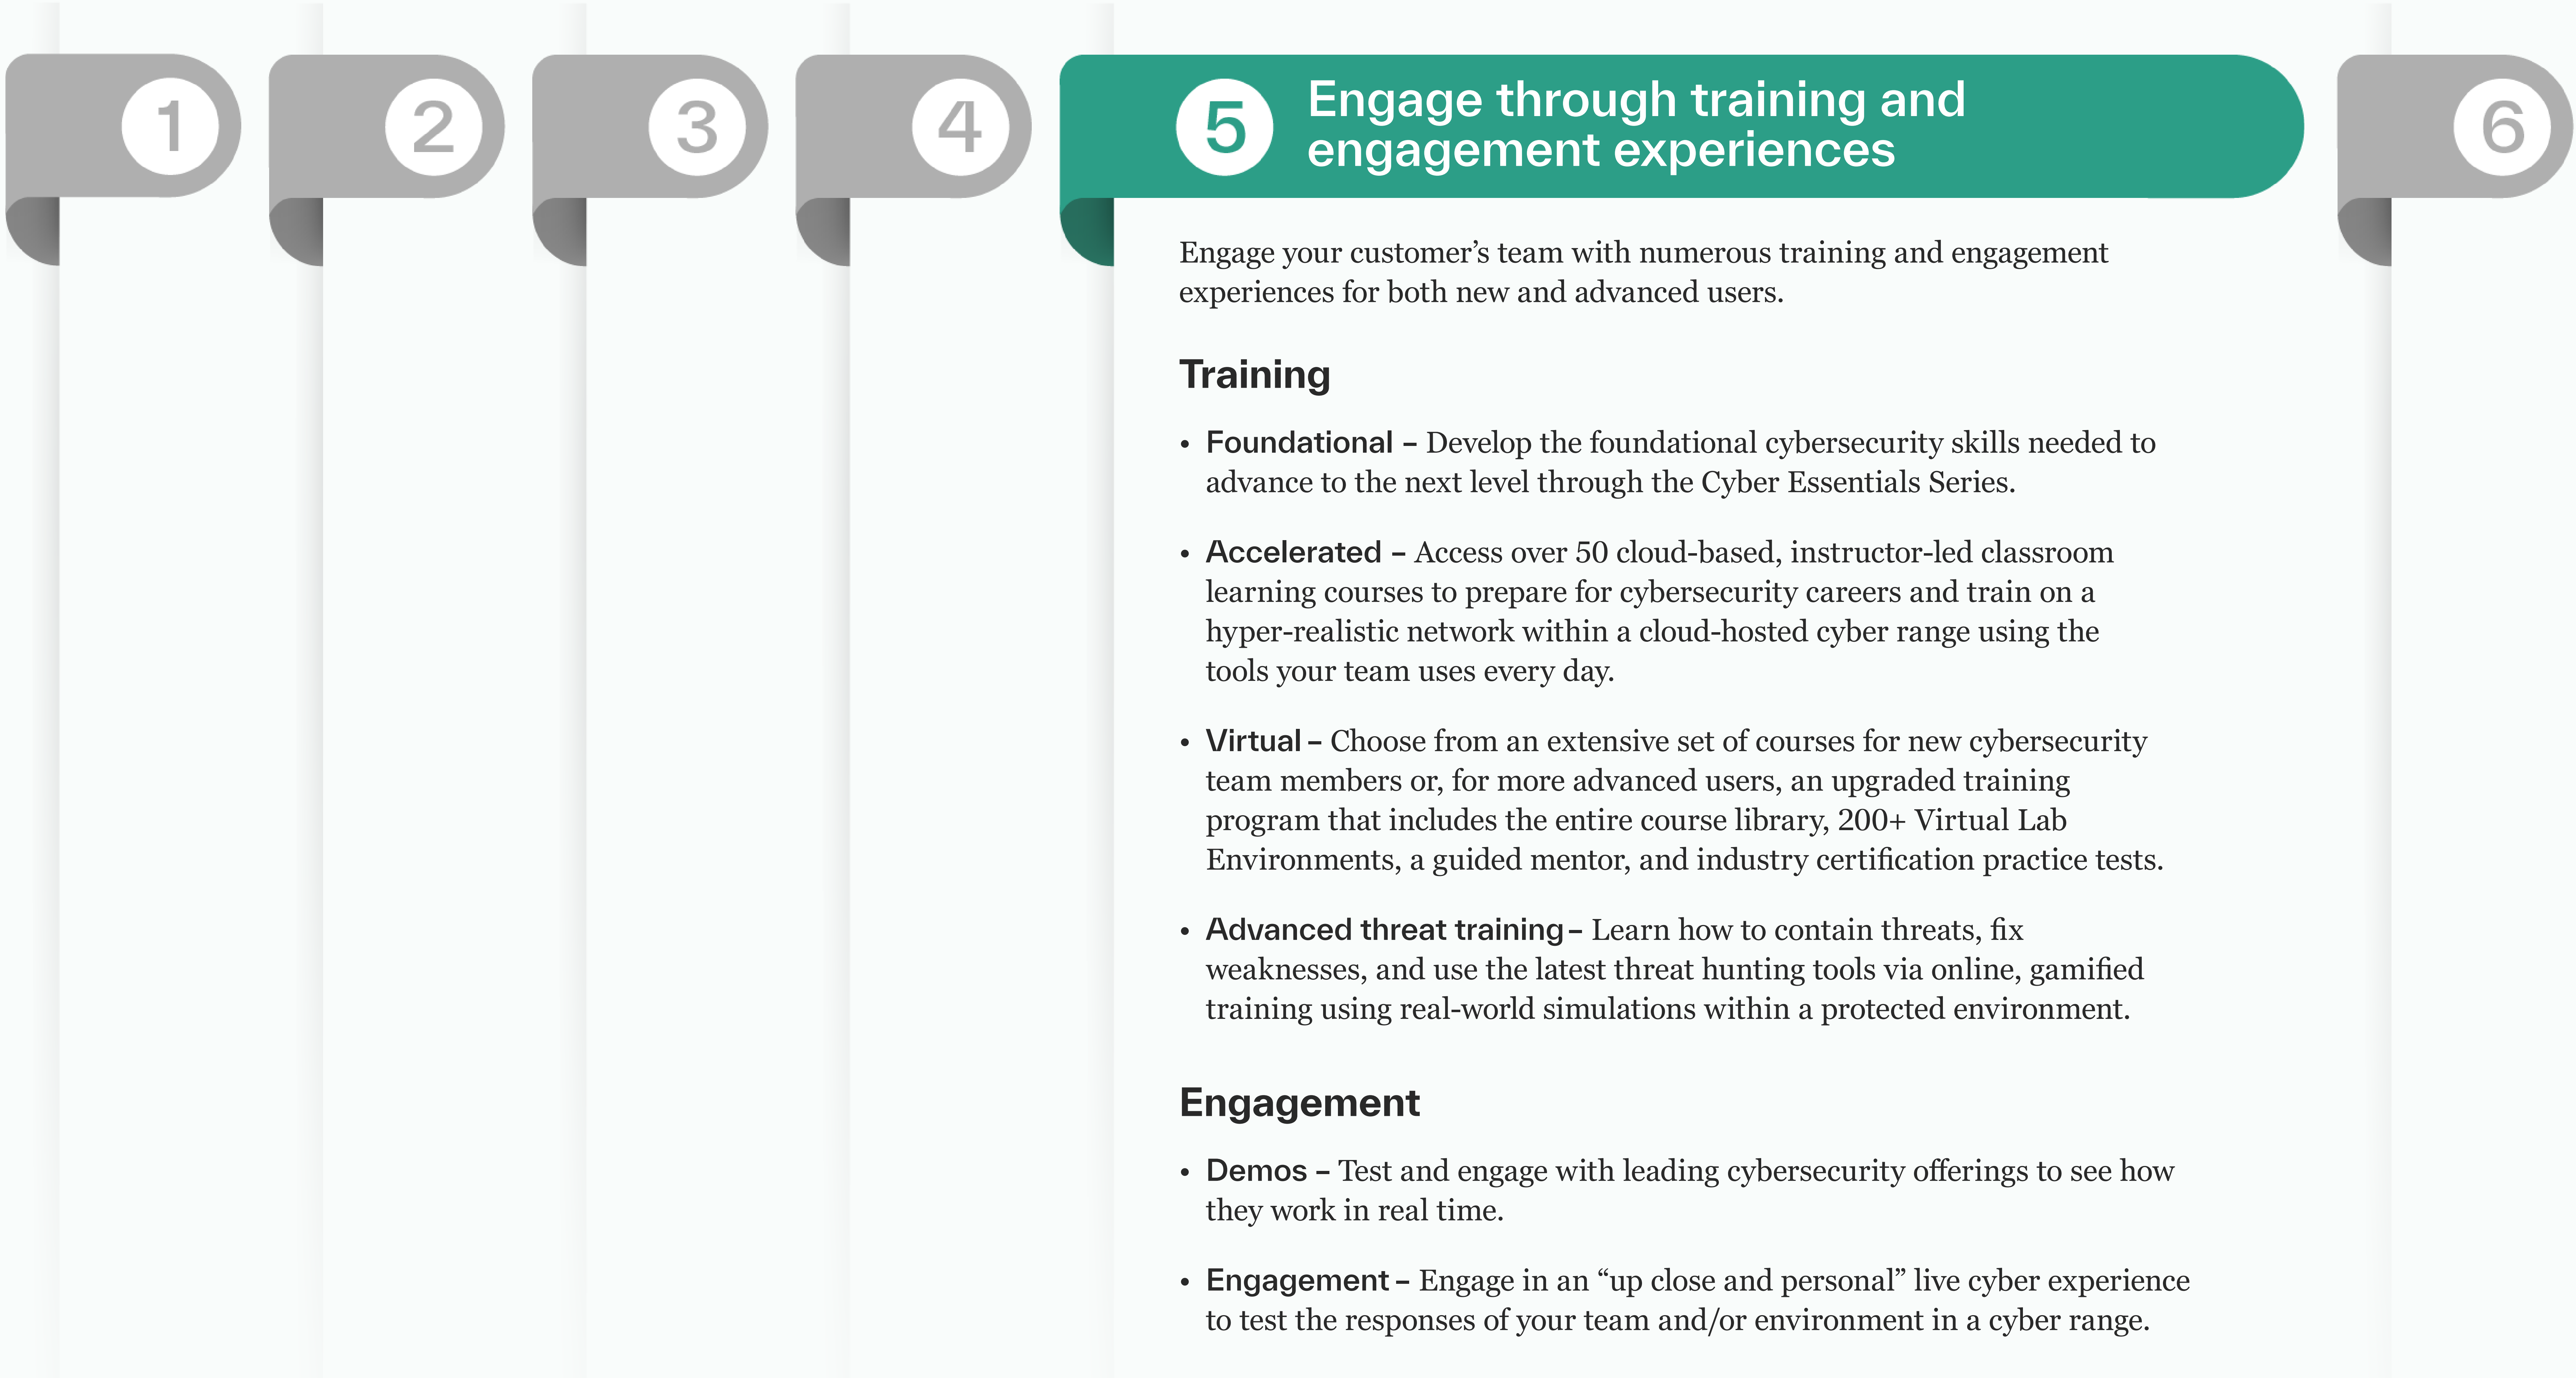 1
2
3
4
5
Engage through training and
engagement experiences
6
Engage your customer’s team with numerous training and engagement
experiences for both new and advanced users.
Training
• Foundational – Develop the foundational cybersecurity skills needed to
advance to the next level through the Cyber Essentials Series.
• Accelerated – Access over 50 cloud-based, instructor-led classroom
learning courses to prepare for cybersecurity careers and train on a
hyper-realistic network within a cloud-hosted cyber range using the
tools your team uses every day.
• Virtual – Choose from an extensive set of courses for new cybersecurity
team members or, for more advanced users, an upgraded training
program that includes the entire course library, 200+ Virtual Lab
Environments, a guided mentor, and industry certification practice tests.
• Advanced threat training – Learn how to contain threats, fix
weaknesses, and use the latest threat hunting tools via online, gamified
training using real-world simulations within a protected environment.
Engagement
• Demos – Test and engage with leading cybersecurity offerings to see how
they work in real time.
• Engagement – Engage in an “up close and personal” live cyber experience
to test the responses of your team and/or environment in a cyber range.